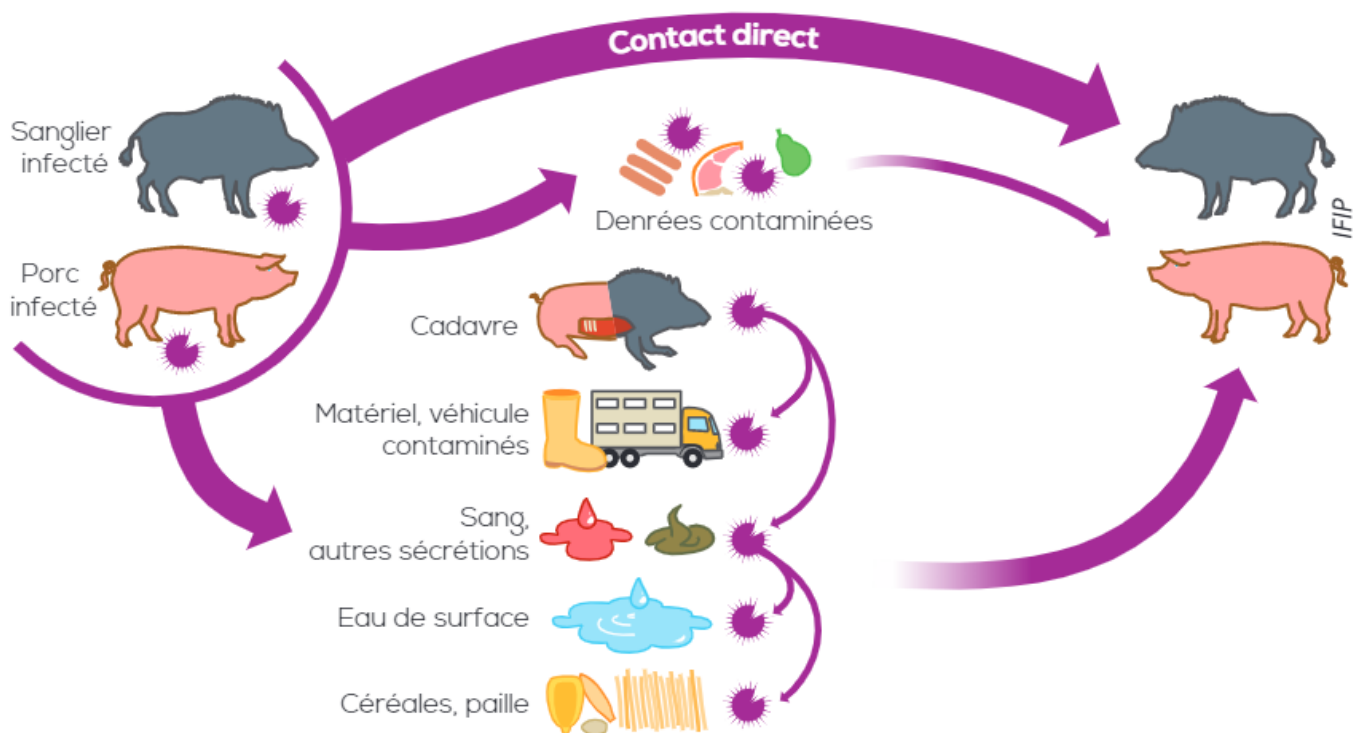 Contact direct
Sanglier
infecté
Porc
infecté
Denrées contaminées
IFIP
Cadavre
Matériel, véhicule
contaminés
Sang,
autres sécrétions
Eau de surface
Céréales, paille